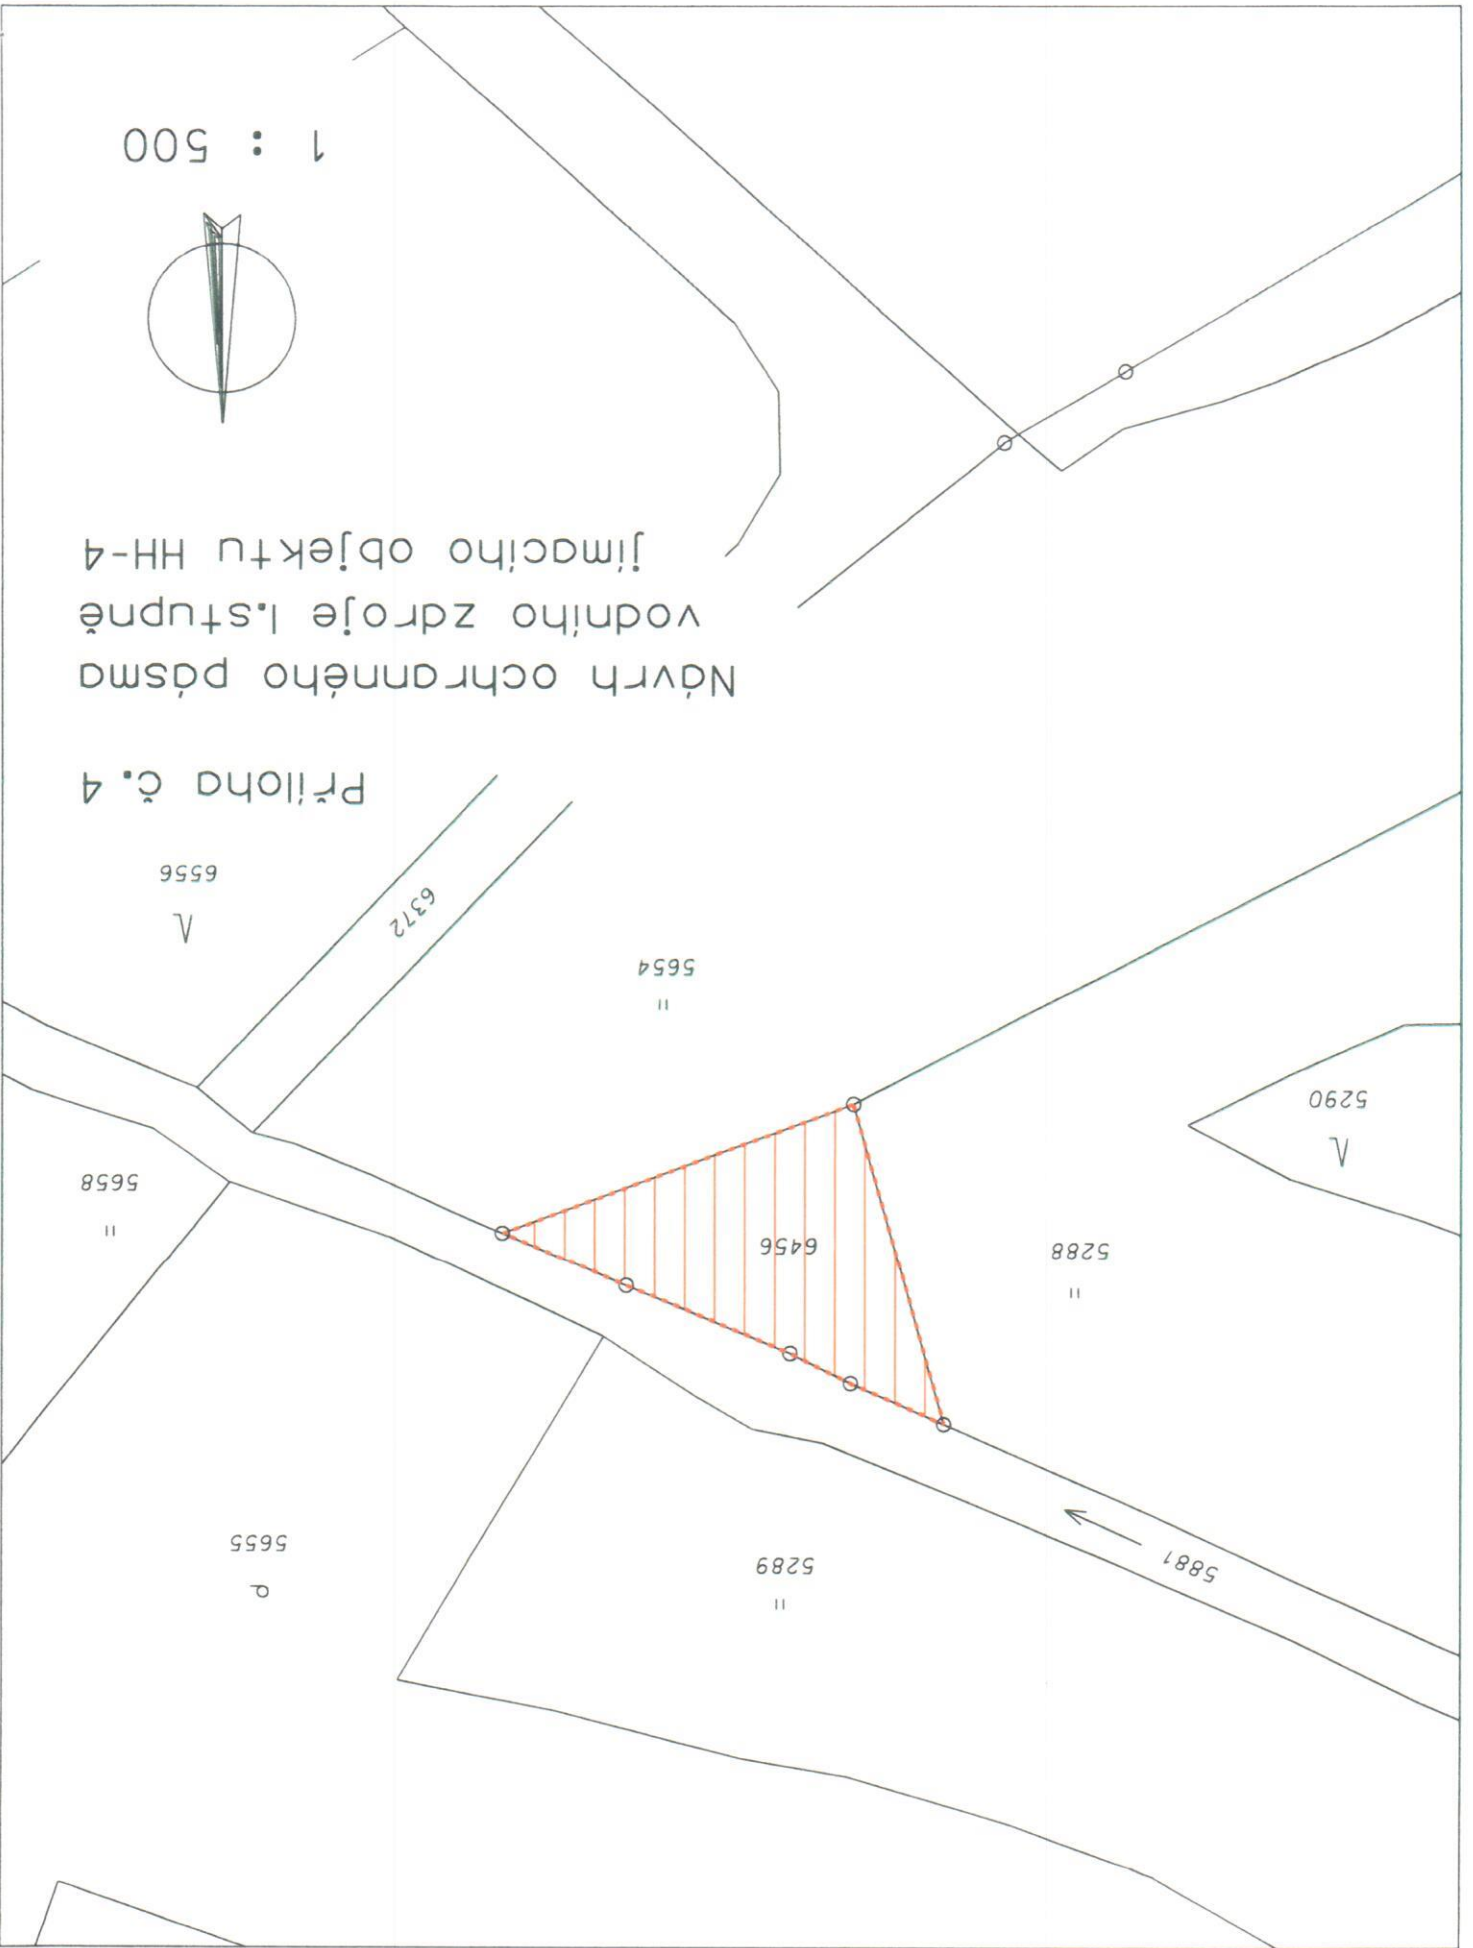 5881
5289
5655
5288
6456
5658
5290
5654
6372
6556
Příloha č.4
Návrh ochranného pásma
vodního zdroje I.stupně
jímacího objektu HH-4
1 : 500